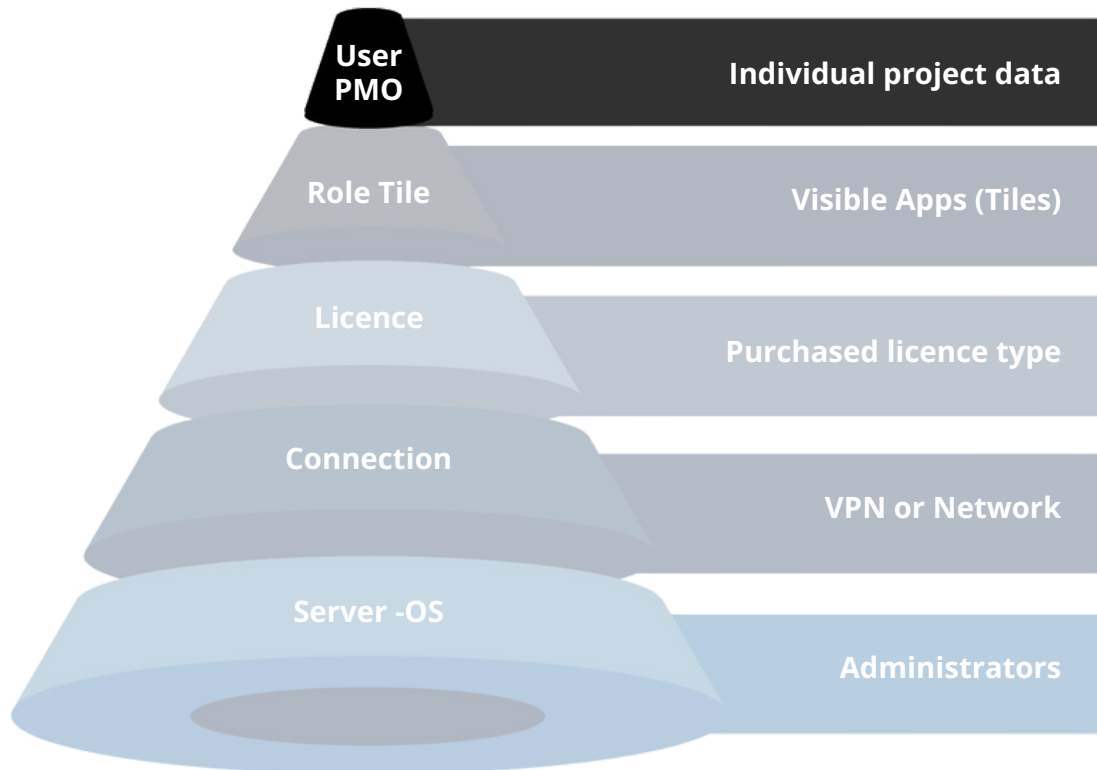 User
PMO
Individual project data
Role Tile
Visible Apps (Tiles)
Licence
Purchased licence type
Connection
VPN or Network
Server -OS
Administrators